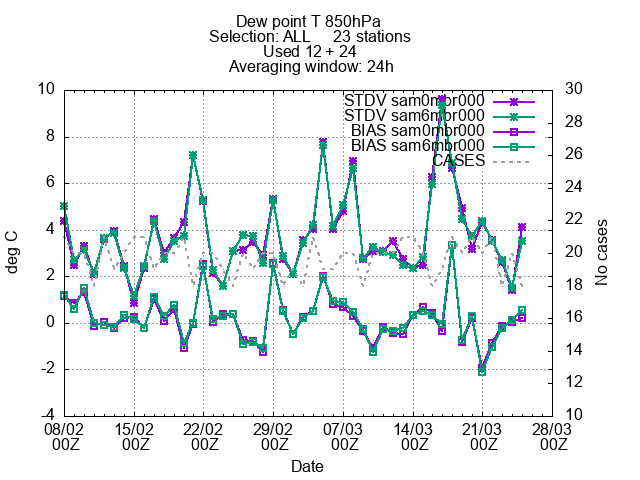 Dew point T 850hPa
Selection: ALL 23 stations
Used 12 + 24
Averaging window: 24h
STDV sam0mbr000
STDV sam6mbr000
BIAS sam0mbr000
BIAS sam6mbr000
CASES
deg C
10
8
6
4
2
0
-2
-4
No cases
30
28
26
24
22
20
18
16
14
12
10
08/02 15/02 22/02 29/02 07/03 14/03 21/03 28/03
00Z 00Z 00Z 00Z 00Z 00Z 00Z 00Z
Date